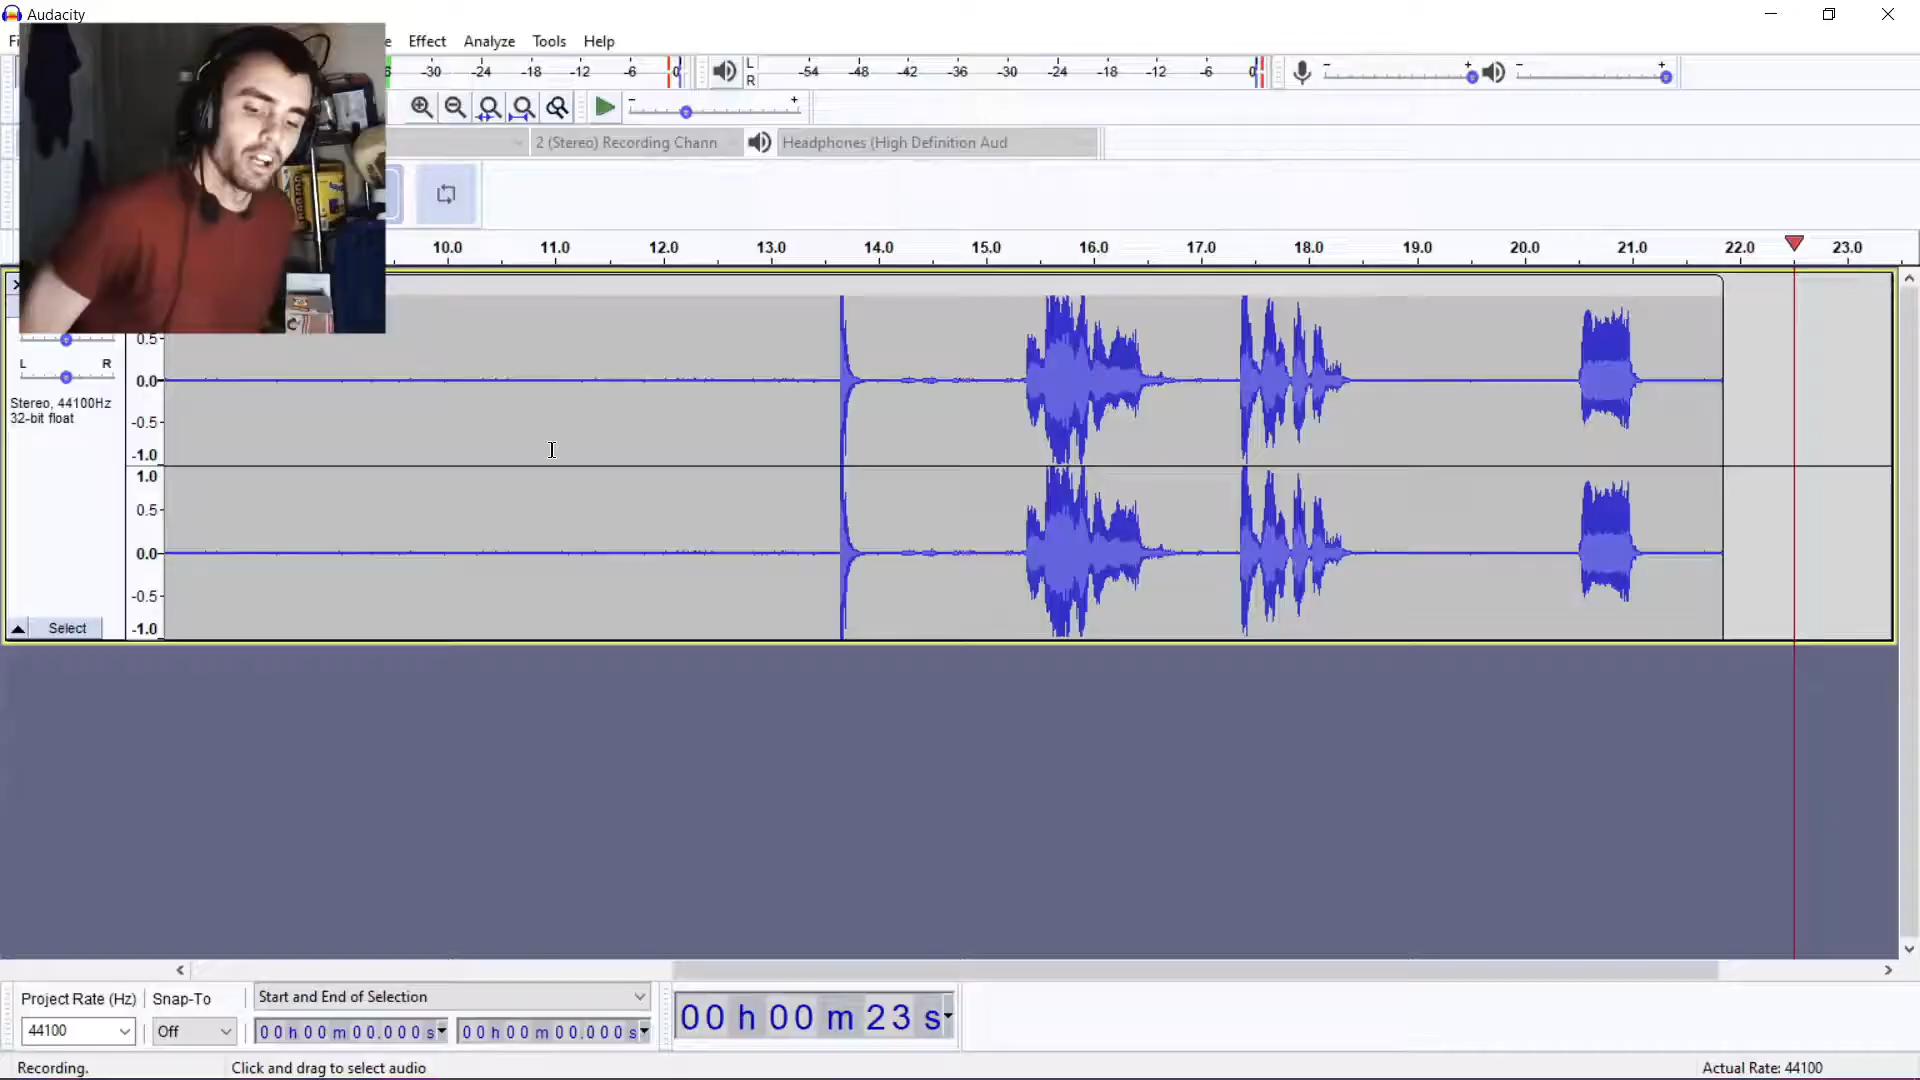 Audacity
Effect Analyze Tools Help
-30 -24 -18 -12 -6 0
L
R
-54 -48 -42 -36 -30 -24 -18 -12 -6 0
- +
- +
- +
2 (Stereo) Recording Chann
Headphones (High Definition Aud
10.0 11.0 12.0 13.0 14.0 15.0 16.0 17.0 18.0 19.0 20.0 21.0 22.0 23.0
L R
Stereo, 44100Hz
32-bit float
Select
0.5
0.0
-0.5
-1.0
1.0
0.5
0.0
-0.5
-1.0
Project Rate (Hz) Snap-To Start and End of Selection
44100 Off 00 h 00 m 00.000 s 00 h 00 m 00.000 s
00 h 00 m 23 s
Recording. Click and drag to select audio Actual Rate: 44100